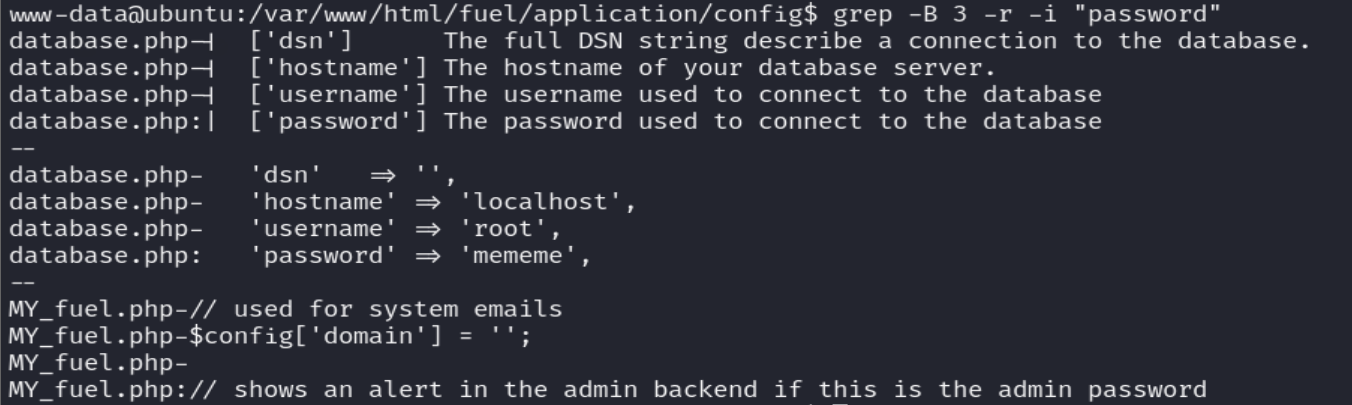 www-data@ubuntu:/var/www/html/fuel/application/config$ grep -B 3 -r -i "password"
database.php-| ['dsn']      The full DSN string describe a connection to the database.
database.php-| ['hostname'] The hostname of your database server.
database.php-| ['username'] The username used to connect to the database
database.php:| ['password'] The password used to connect to the database
--
database.php-   'dsn'   => '',
database.php-   'hostname' => 'localhost',
database.php-   'username' => 'root',
database.php:   'password' => 'mememe',
--
MY_fuel.php-// used for system emails
MY_fuel.php-$config['domain'] = '';
MY_fuel.php-
MY_fuel.php:// shows an alert in the admin backend if this is the admin password